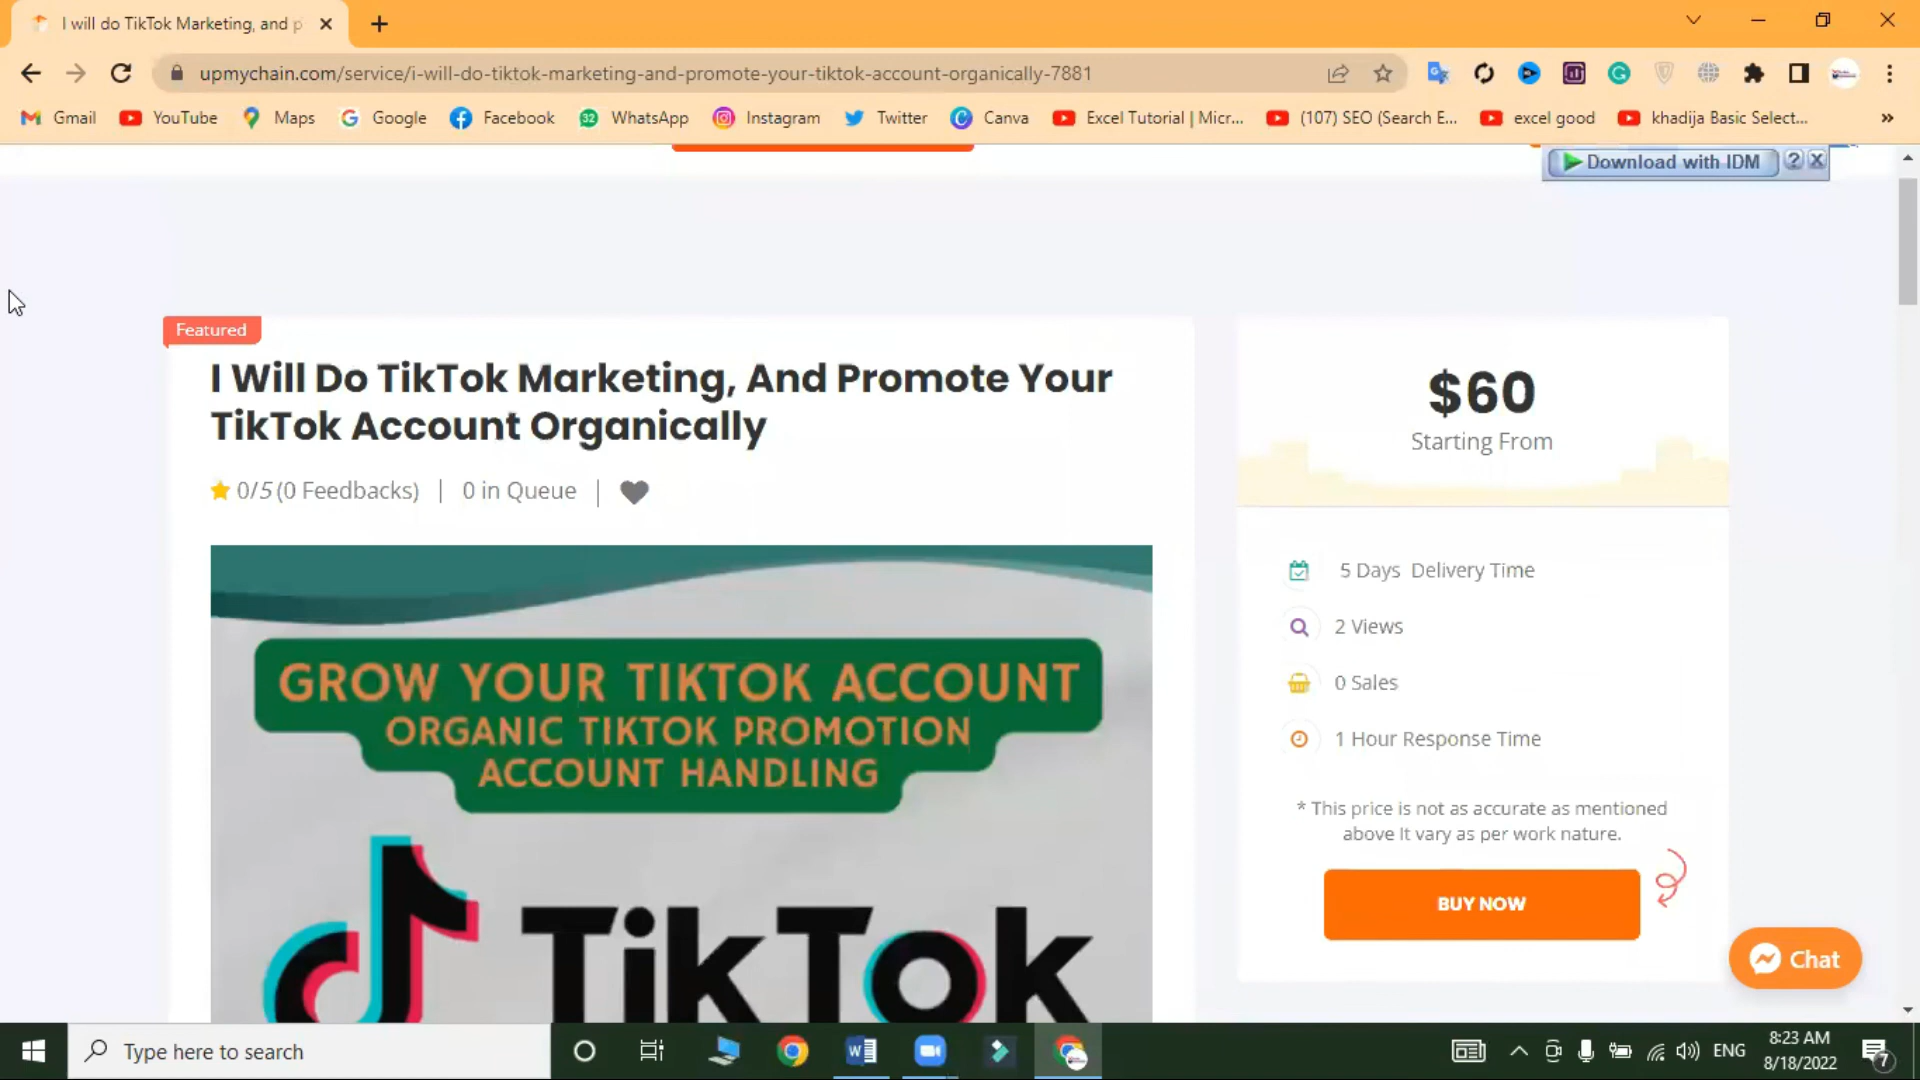 I will do TikTok Marketing, and p
upmychain.com/service/i-will-do-tiktok-marketing-and-promote-your-tiktok-account-organically-7881
Gmail
YouTube
Maps
Google
Facebook
32
WhatsApp
Instagram
Twitter
Canva
Excel Tutorial | Micr...
(107) SEO (Search E...
excel good
khadija Basic Select...
»
Download with IDM
?
Featured
I Will Do TikTok Marketing, And Promote Your
TikTok Account Organically
0/5 (0 Feedbacks) | 0 in Queue |
GROW YOUR TIKTOK ACCOUNT
ORGANIC TIKTOK PROMOTION
ACCOUNT HANDLING
TikTok
$60
Starting From
5 Days Delivery Time
2 Views
0 Sales
1 Hour Response Time
* This price is not as accurate as mentioned
above It vary as per work nature.
BUY NOW
Chat
Type here to search
ENG
8:23 AM
8/18/2022
7